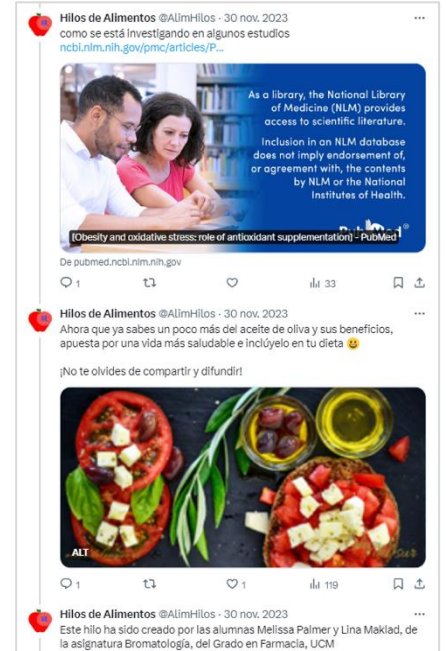 Hilos de Alimentos @AlimHilos · 30 nov. 2023
como se está investigando en algunos estudios
ncbi.nlm.nih.gov/pmc/articles/P...
As a library, the National Library
of Medicine (NLM) provides
access to scientific literature.
Inclusion in an NLM database
does not imply endorsement of,
or agreement with, the contents
by NLM or the National
Institutes of Health.
[Obesity and oxidative stress: role of antioxidant supplementation] - PubMed
De pubmed.ncbi.nlm.nih.gov
1 33
Hilos de Alimentos @AlimHilos · 30 nov. 2023
Ahora que ya sabes un poco más del aceite de oliva y sus beneficios,
apuesta por una vida más saludable e inclúyelo en tu dieta 😀
¡No te olvides de compartir y difundir!
ALT
1 1 119
Hilos de Alimentos @AlimHilos · 30 nov. 2023
Este hilo ha sido creado por las alumnas Melissa Palmer y Lina Maklad, de
la asignatura Bromatología, del Grado en Farmacia, UCM